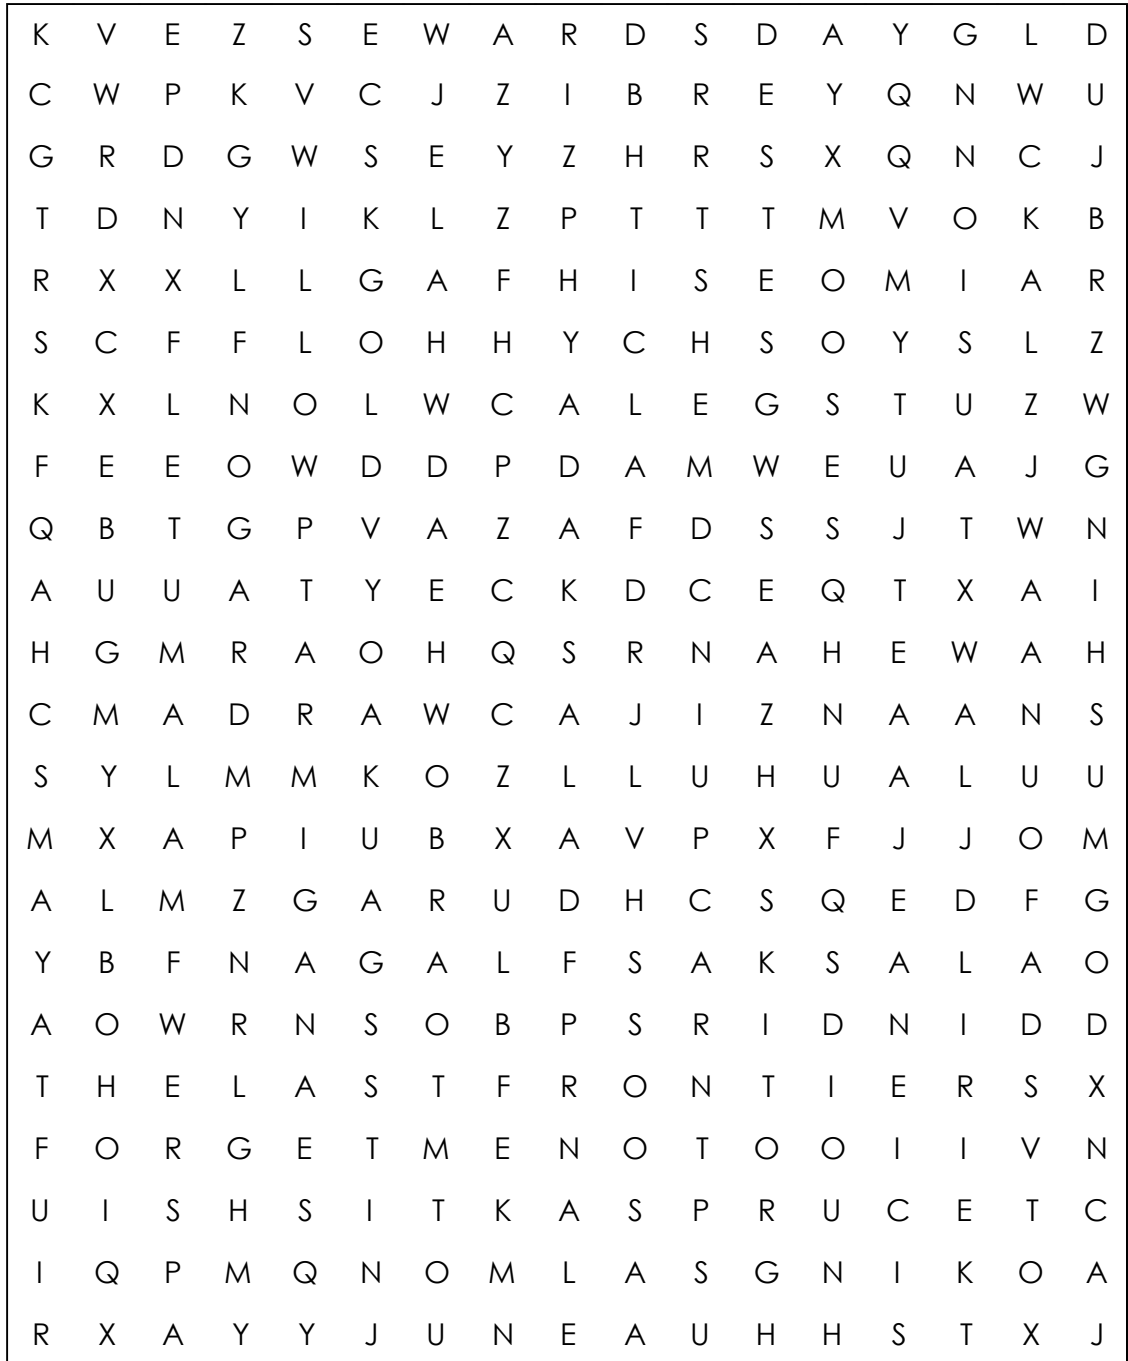 K V E Z S E W A R D S D A Y G L D
C W P K V C J Z I B R E Y Q N W U
G R D G W S E Y Z H R S X Q N C J
T D N Y I K L Z P T T T M V O K B
R X X L L G A F H I S E O M I A R
S C F F L O H H Y C H S O Y S L Z
K X L N O L W C A L E G S T U Z W
F E E O W D D P D A M W E U A J G
Q B T G P V A Z A F D S S J T W N
A U U A T Y E C K D C E Q T X A I
H G M R A O H Q S R N A H E W A H
C M A D R A W C A J I Z N A A N S
S Y L M M K O Z L L U H U A L U U
M X A P I U B X A V P X F J J O M
A L M Z G A R U D H C S Q E D F G
Y B F N A G A L F S A K S A L A O
A O W R N S O B P S R I D N I D D
T H E L A S T F R O N T I E R S X
F O R G E T M E N O T O O I I V N
U I S H S I T K A S P R U C E T C
I Q P M Q N O M L A S G N I K O A
R X A Y Y J U N E A U H H S T X J